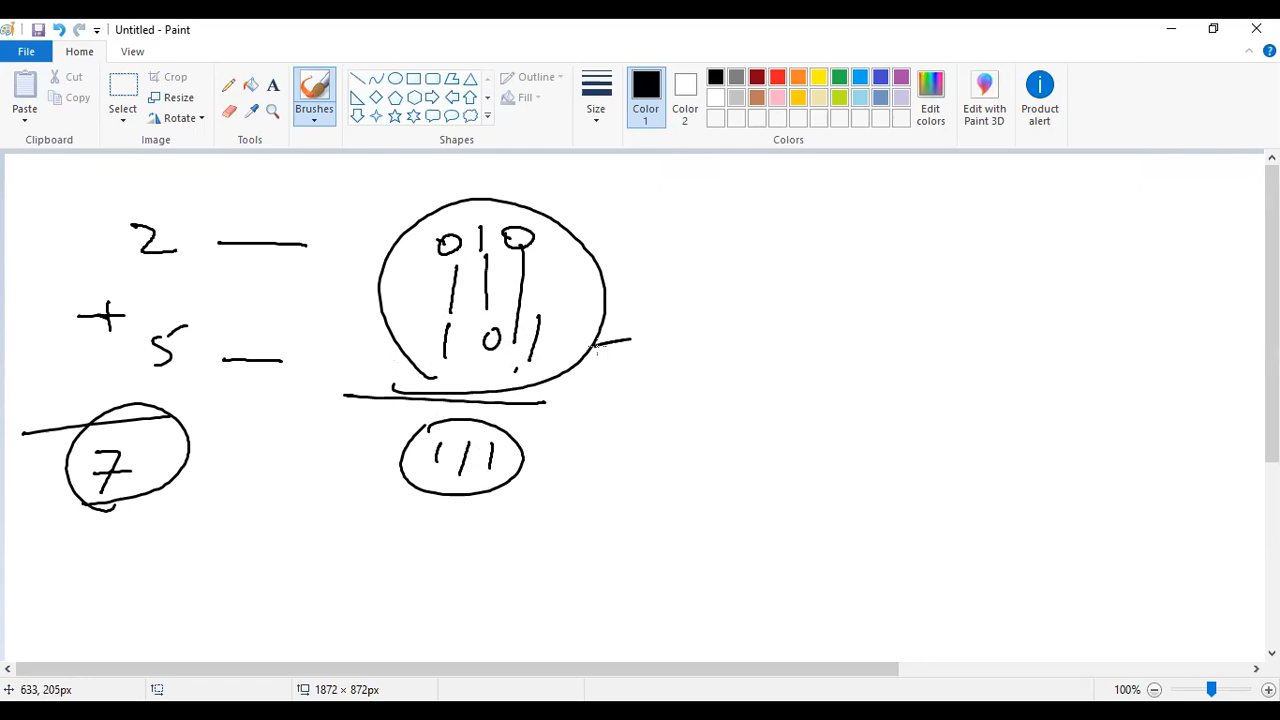 Untitled - Paint
File Home View
Paste
Cut
Copy
Clipboard
Select
Crop
Resize
Rotate
Image
Tools
Brushes
Shapes
Outline
Fill
Size
Color 1
Color 2
Edit colors
Colors
Edit with Paint 3D
Product alert
2 — 010
+
5 — 101
7 111
633, 205px
1872 × 872px
100%